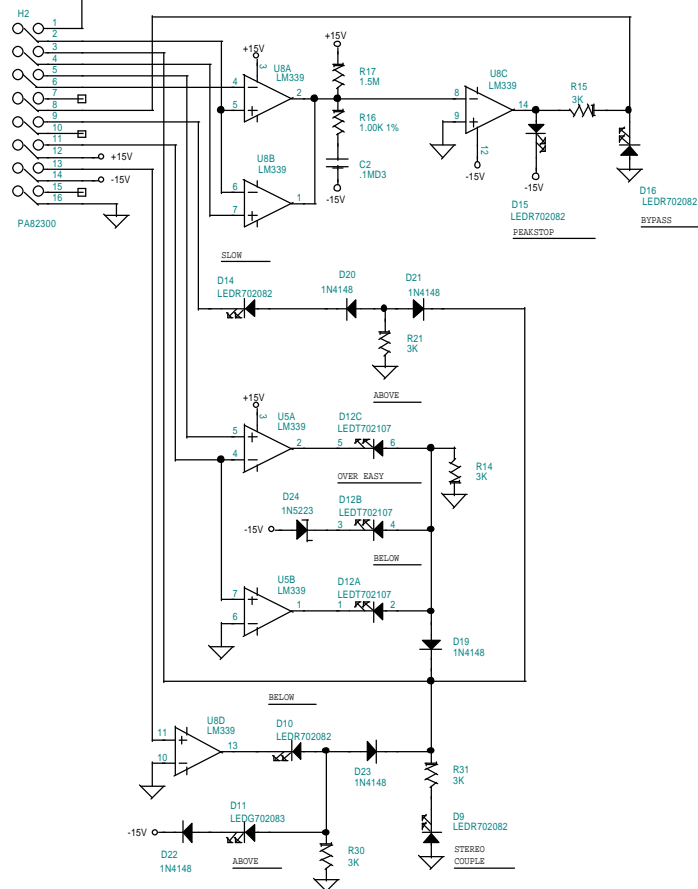 H2
1
2
3
4
5
6
7
8
9
10
11
12
13
14
15
16
+15V
-15V
PA82300
+15V
U8A
LM339
3
4
5
2
U8B
LM339
6
7
1
+15V
R17
1.5M
R16
1.00K 1%
C2
.1MD3
-15V
U8C
LM339
8
9
14
12
-15V
R15
3K
D15
LEDR702082
-15V
PEAKSTOP
D16
LEDR702082
BYPASS
SLOW
D14
LEDR702082
D20
1N4148
D21
1N4148
R21
3K
ABOVE
+15V
U5A
LM339
3
5
4
2
D12C
LEDT702107
5
6
R14
3K
OVER EASY
D24
1N5223
-15V
D12B
LEDT702107
3
4
BELOW
U5B
LM339
7
6
1
D12A
LEDT702107
1
2
D19
1N4148
BELOW
U8D
LM339
11
10
13
D10
LEDR702082
D23
1N4148
R31
3K
D11
LEDG702083
-15V
D22
1N4148
ABOVE
R30
3K
D9
LEDR702082
STEREO
COUPLE